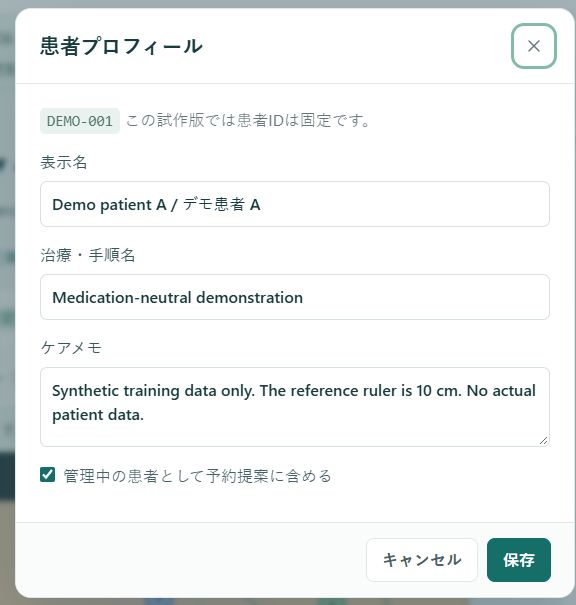 患者プロフィール
DEMO-001 この試作版では患者IDは固定です。
表示名
Demo patient A / デモ患者 A
治療・手順名
Medication-neutral demonstration
ケアメモ
Synthetic training data only. The reference ruler is 10 cm. No actual
patient data.
管理中の患者として予約提案に含める
キャンセル 保存